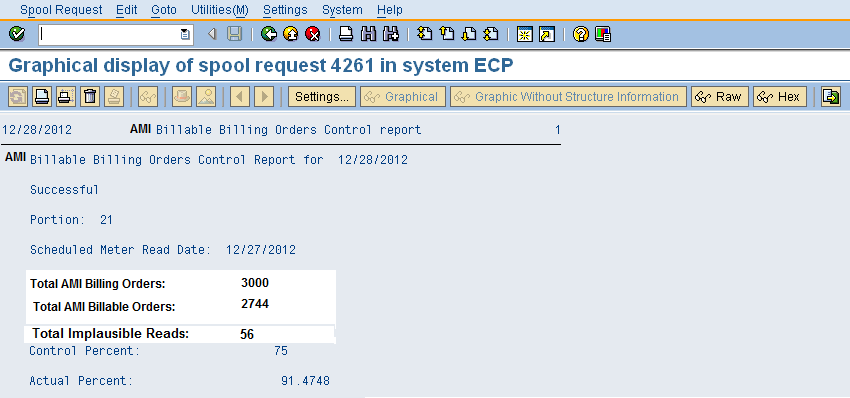 Spool Request Edit Goto Utilities(M) Settings System Help
Graphical display of spool request 4261 in system ECP
Settings... Graphical Graphic Without Structure Information Raw Hex
12/28/2012 AMI Billable Billing Orders Control report 1
AMI Billable Billing Orders Control Report for 12/28/2012
Successful
Portion: 21
Scheduled Meter Read Date: 12/27/2012
Total AMI Billing Orders: 3000
Total AMI Billable Orders: 2744
Total Implausible Reads: 56
Control Percent: 75
Actual Percent: 91.4748